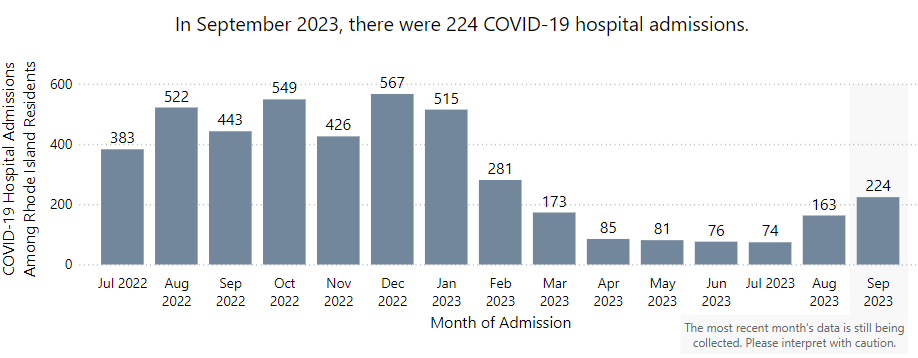 In September 2023, there were 224 COVID-19 hospital admissions.
COVID-19 Hospital Admissions
Among Rhode Island Residents
600
400
200
0
383
522
443
549
426
567
515
281
173
85
81
76
74
163
224
Jul 2022
Aug 2022
Sep 2022
Oct 2022
Nov 2022
Dec 2022
Jan 2023
Feb 2023
Mar 2023
Apr 2023
May 2023
Jun 2023
Jul 2023
Aug 2023
Sep 2023
Month of Admission
The most recent month's data is still being
collected. Please interpret with caution.